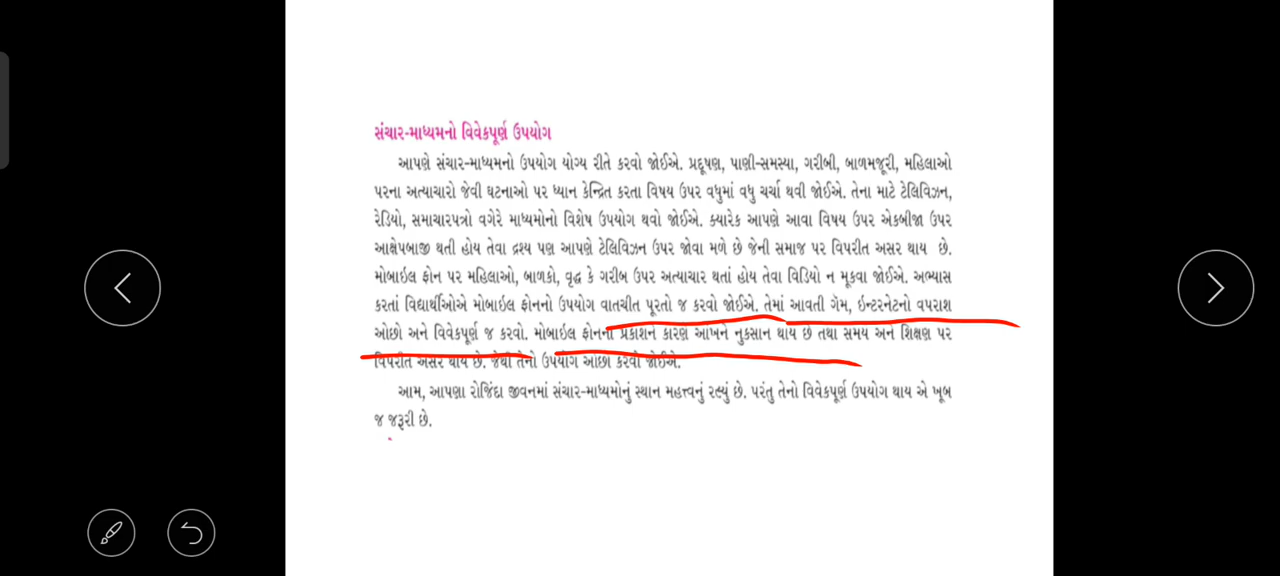 સંચાર-માધ્યમનો વિવેકપૂર્ણ ઉપયોગ
આપણે સંચાર-માધ્યમનો ઉપયોગ યોગ્ય રીતે કરવો જોઈએ. પ્રદૂષણ, પાણી-સમસ્યા, ગરીબી, બાળમજૂરી, મહિલાઓ
પરના અત્યાચારો જેવી ઘટનાઓ પર ધ્યાન કેન્દ્રિત કરતા વિષય ઉપર વધુમાં વધુ ચર્ચા થવી જોઈએ. તેના માટે ટેલિવિઝન,
રેડિયો, સમાચારપત્રો વગેરે માધ્યમોનો વિશેષ ઉપયોગ થવો જોઈએ. ક્યારેક આપણે આવા વિષય ઉપર એકબીજા ઉપર
આક્ષેપબાજી થતી હોય તેવા દ્રશ્ય પણ આપણે ટેલિવિઝન ઉપર જોવા મળે છે જેની સમાજ પર વિપરીત અસર થાય છે.
મોબાઇલ ફોન પર મહિલાઓ, બાળકો, વૃદ્ધ કે ગરીબ ઉપર અત્યાચાર થતાં હોય તેવા વિડિયો ન મૂકવા જોઈએ. અભ્યાસ
કરતાં વિદ્યાર્થીઓએ મોબાઇલ ફોનનો ઉપયોગ વાતચીત પૂરતો જ કરવો જોઈએ. તેમાં આવતી ગૅમ, ઇન્ટરનેટનો વપરાશ
ઓછો અને વિવેકપૂર્ણ જ કરવો. મોબાઇલ ફોનના પ્રકાશને કારણે આંખને નુકસાન થાય છે તથા સમય અને શિક્ષણ પર
વિપરીત અસર થાય છે. જેથી તેનો ઉપયોગ ઓછો કરવો જોઈએ.
આમ, આપણા રોજિંદા જીવનમાં સંચાર-માધ્યમોનું સ્થાન મહત્ત્વનું રહ્યું છે. પરંતુ તેનો વિવેકપૂર્ણ ઉપયોગ થાય એ ખૂબ
જ જરૂરી છે.